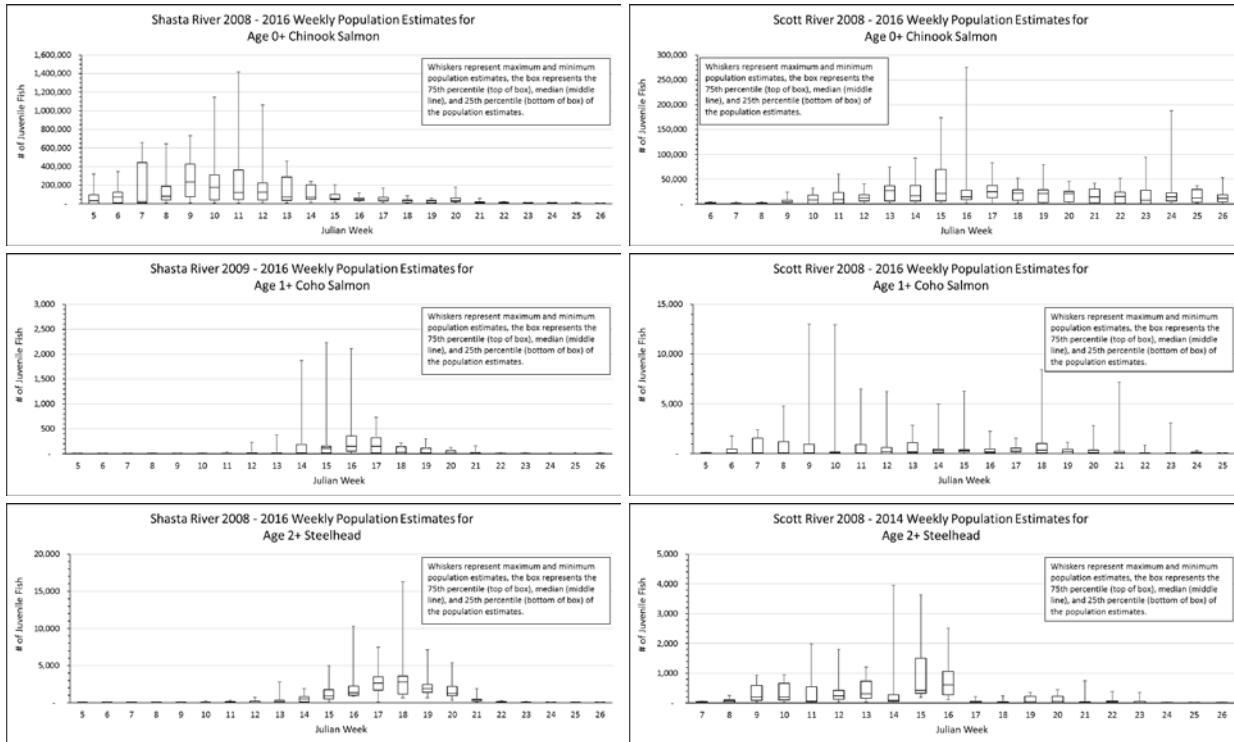 Shasta River 2008 - 2016 Weekly Population Estimates for
Age 0+ Chinook Salmon
# of Juvenile Fish
1,600,000
1,400,000
1,200,000
1,000,000
800,000
600,000
400,000
200,000
-
Whiskers represent maximum and minimum
population estimates, the box represents the
75th percentile (top of box), median (middle
line), and 25th percentile (bottom of box) of
the population estimates.
5 6 7 8 9 10 11 12 13 14 15 16 17 18 19 20 21 22 23 24 25 26
Julian Week
Scott River 2008 - 2016 Weekly Population Estimates for
Age 0+ Chinook Salmon
# of Juvenile Fish
300,000
250,000
200,000
150,000
100,000
50,000
-
Whiskers represent maximum and minimum
population estimates, the box represents the
75th percentile (top of box), median (middle
line), and 25th percentile (bottom of box) of
the population estimates.
6 7 8 9 10 11 12 13 14 15 16 17 18 19 20 21 22 23 24 25 26
Julian Week
Shasta River 2009 - 2016 Weekly Population Estimates for
Age 1+ Coho Salmon
# of Juvenile Fish
3,000
2,500
2,000
1,500
1,000
500
-
Whiskers represent maximum and minimum
population estimates, the box represents the
75th percentile (top of box), median (middle
line), and 25th percentile (bottom of box) of
the population estimates.
5 6 7 8 9 10 11 12 13 14 15 16 17 18 19 20 21 22 23 24 25 26
Julian Week
Scott River 2008 - 2016 Weekly Population Estimates for
Age 1+ Coho Salmon
# of Juvenile Fish
15,000
10,000
5,000
-
Whiskers represent maximum and minimum
population estimates, the box represents the
75th percentile (top of box), median (middle
line), and 25th percentile (bottom of box) of
the population estimates.
5 6 7 8 9 10 11 12 13 14 15 16 17 18 19 20 21 22 23 24 25
Julian Week
Shasta River 2008 - 2016 Weekly Population Estimates for
Age 2+ Steelhead
# of Juvenile Fish
20,000
15,000
10,000
5,000
-
Whiskers represent maximum and minimum
population estimates, the box represents the
75th percentile (top of box), median (middle
line), and 25th percentile (bottom of box) of
the population estimates.
5 6 7 8 9 10 11 12 13 14 15 16 17 18 19 20 21 22 23 24 25 26
Julian Week
Scott River 2008 - 2014 Weekly Population Estimates for
Age 2+ Steelhead
# of Juvenile Fish
5,000
4,000
3,000
2,000
1,000
-
Whiskers represent maximum and minimum
population estimates, the box represents the
75th percentile (top of box), median (middle
line), and 25th percentile (bottom of box) of
the population estimates.
7 8 9 10 11 12 13 14 15 16 17 18 19 20 21 22 23 24 25 26
Julian Week